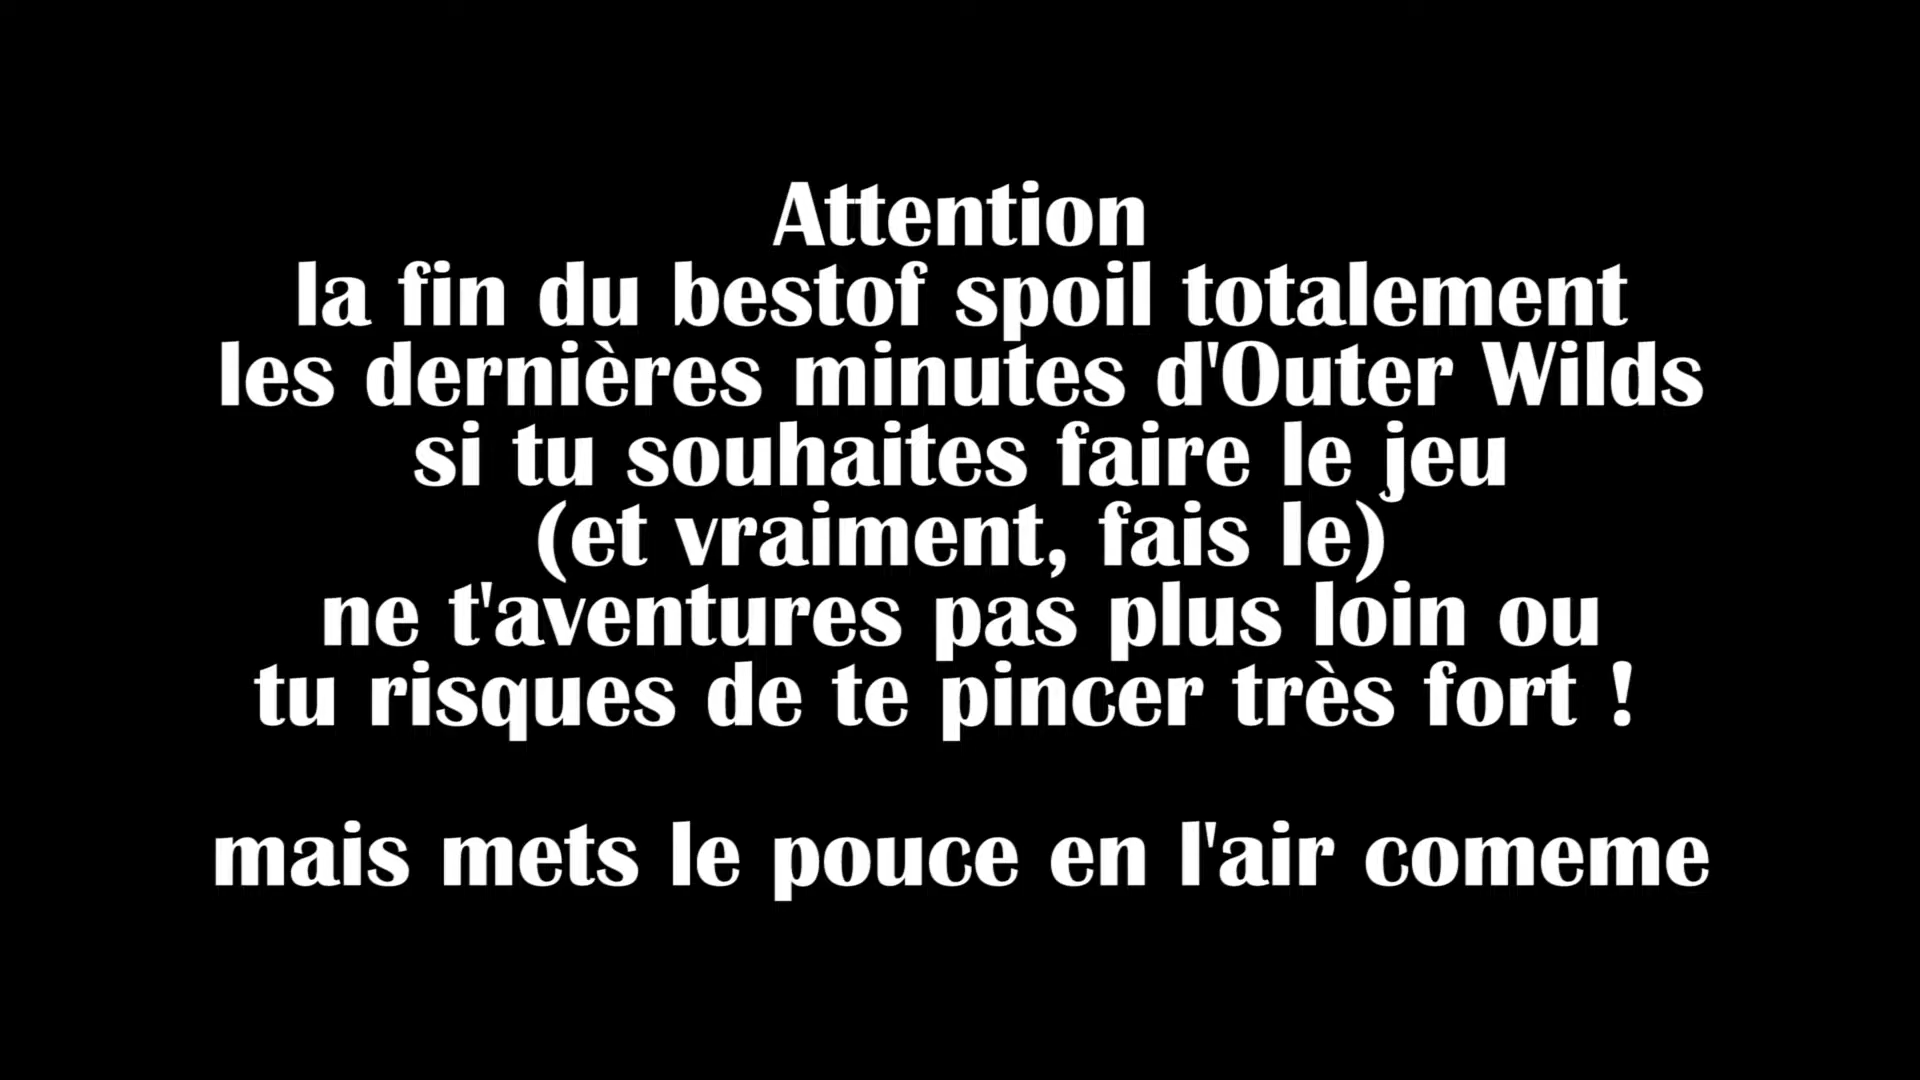 Attention
la fin du bestof spoil totalement
les dernières minutes d'Outer Wilds
si tu souhaites faire le jeu
(et vraiment, fais le)
ne t'aventures pas plus loin ou
tu risques de te pincer très fort !
mais mets le pouce en l'air comeme